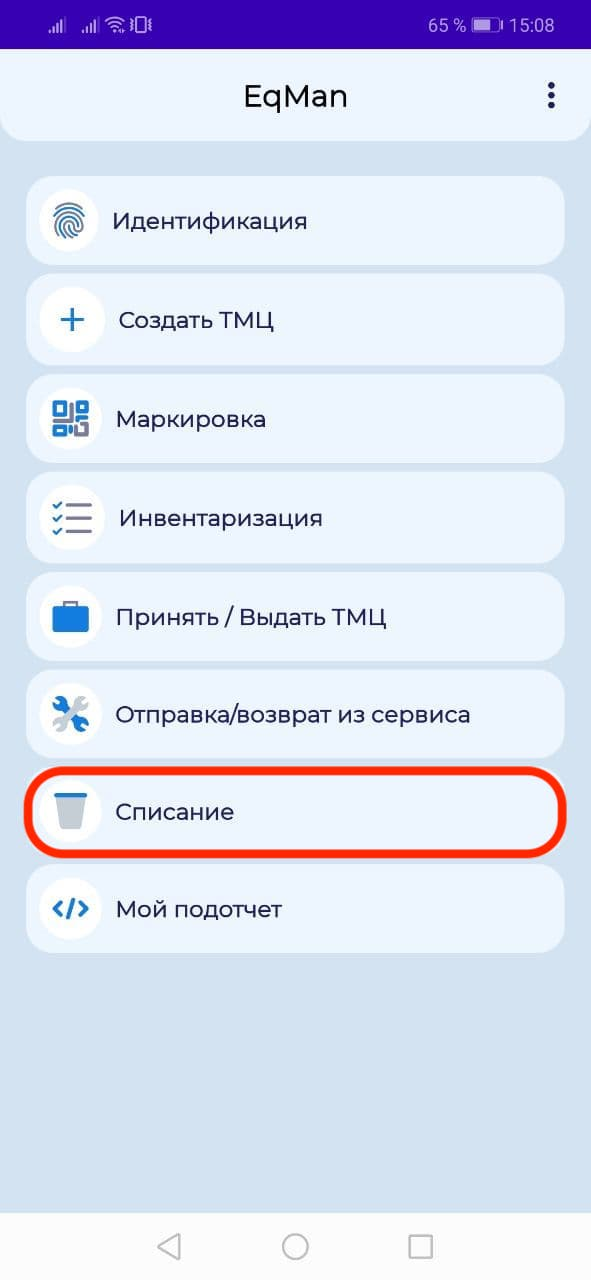 65 % 15:08
EqMan
Идентификация
Создать ТМЦ
Маркировка
Инвентаризация
Принять / Выдать ТМЦ
Отправка/возврат из сервиса
Списание
Мой подотчет